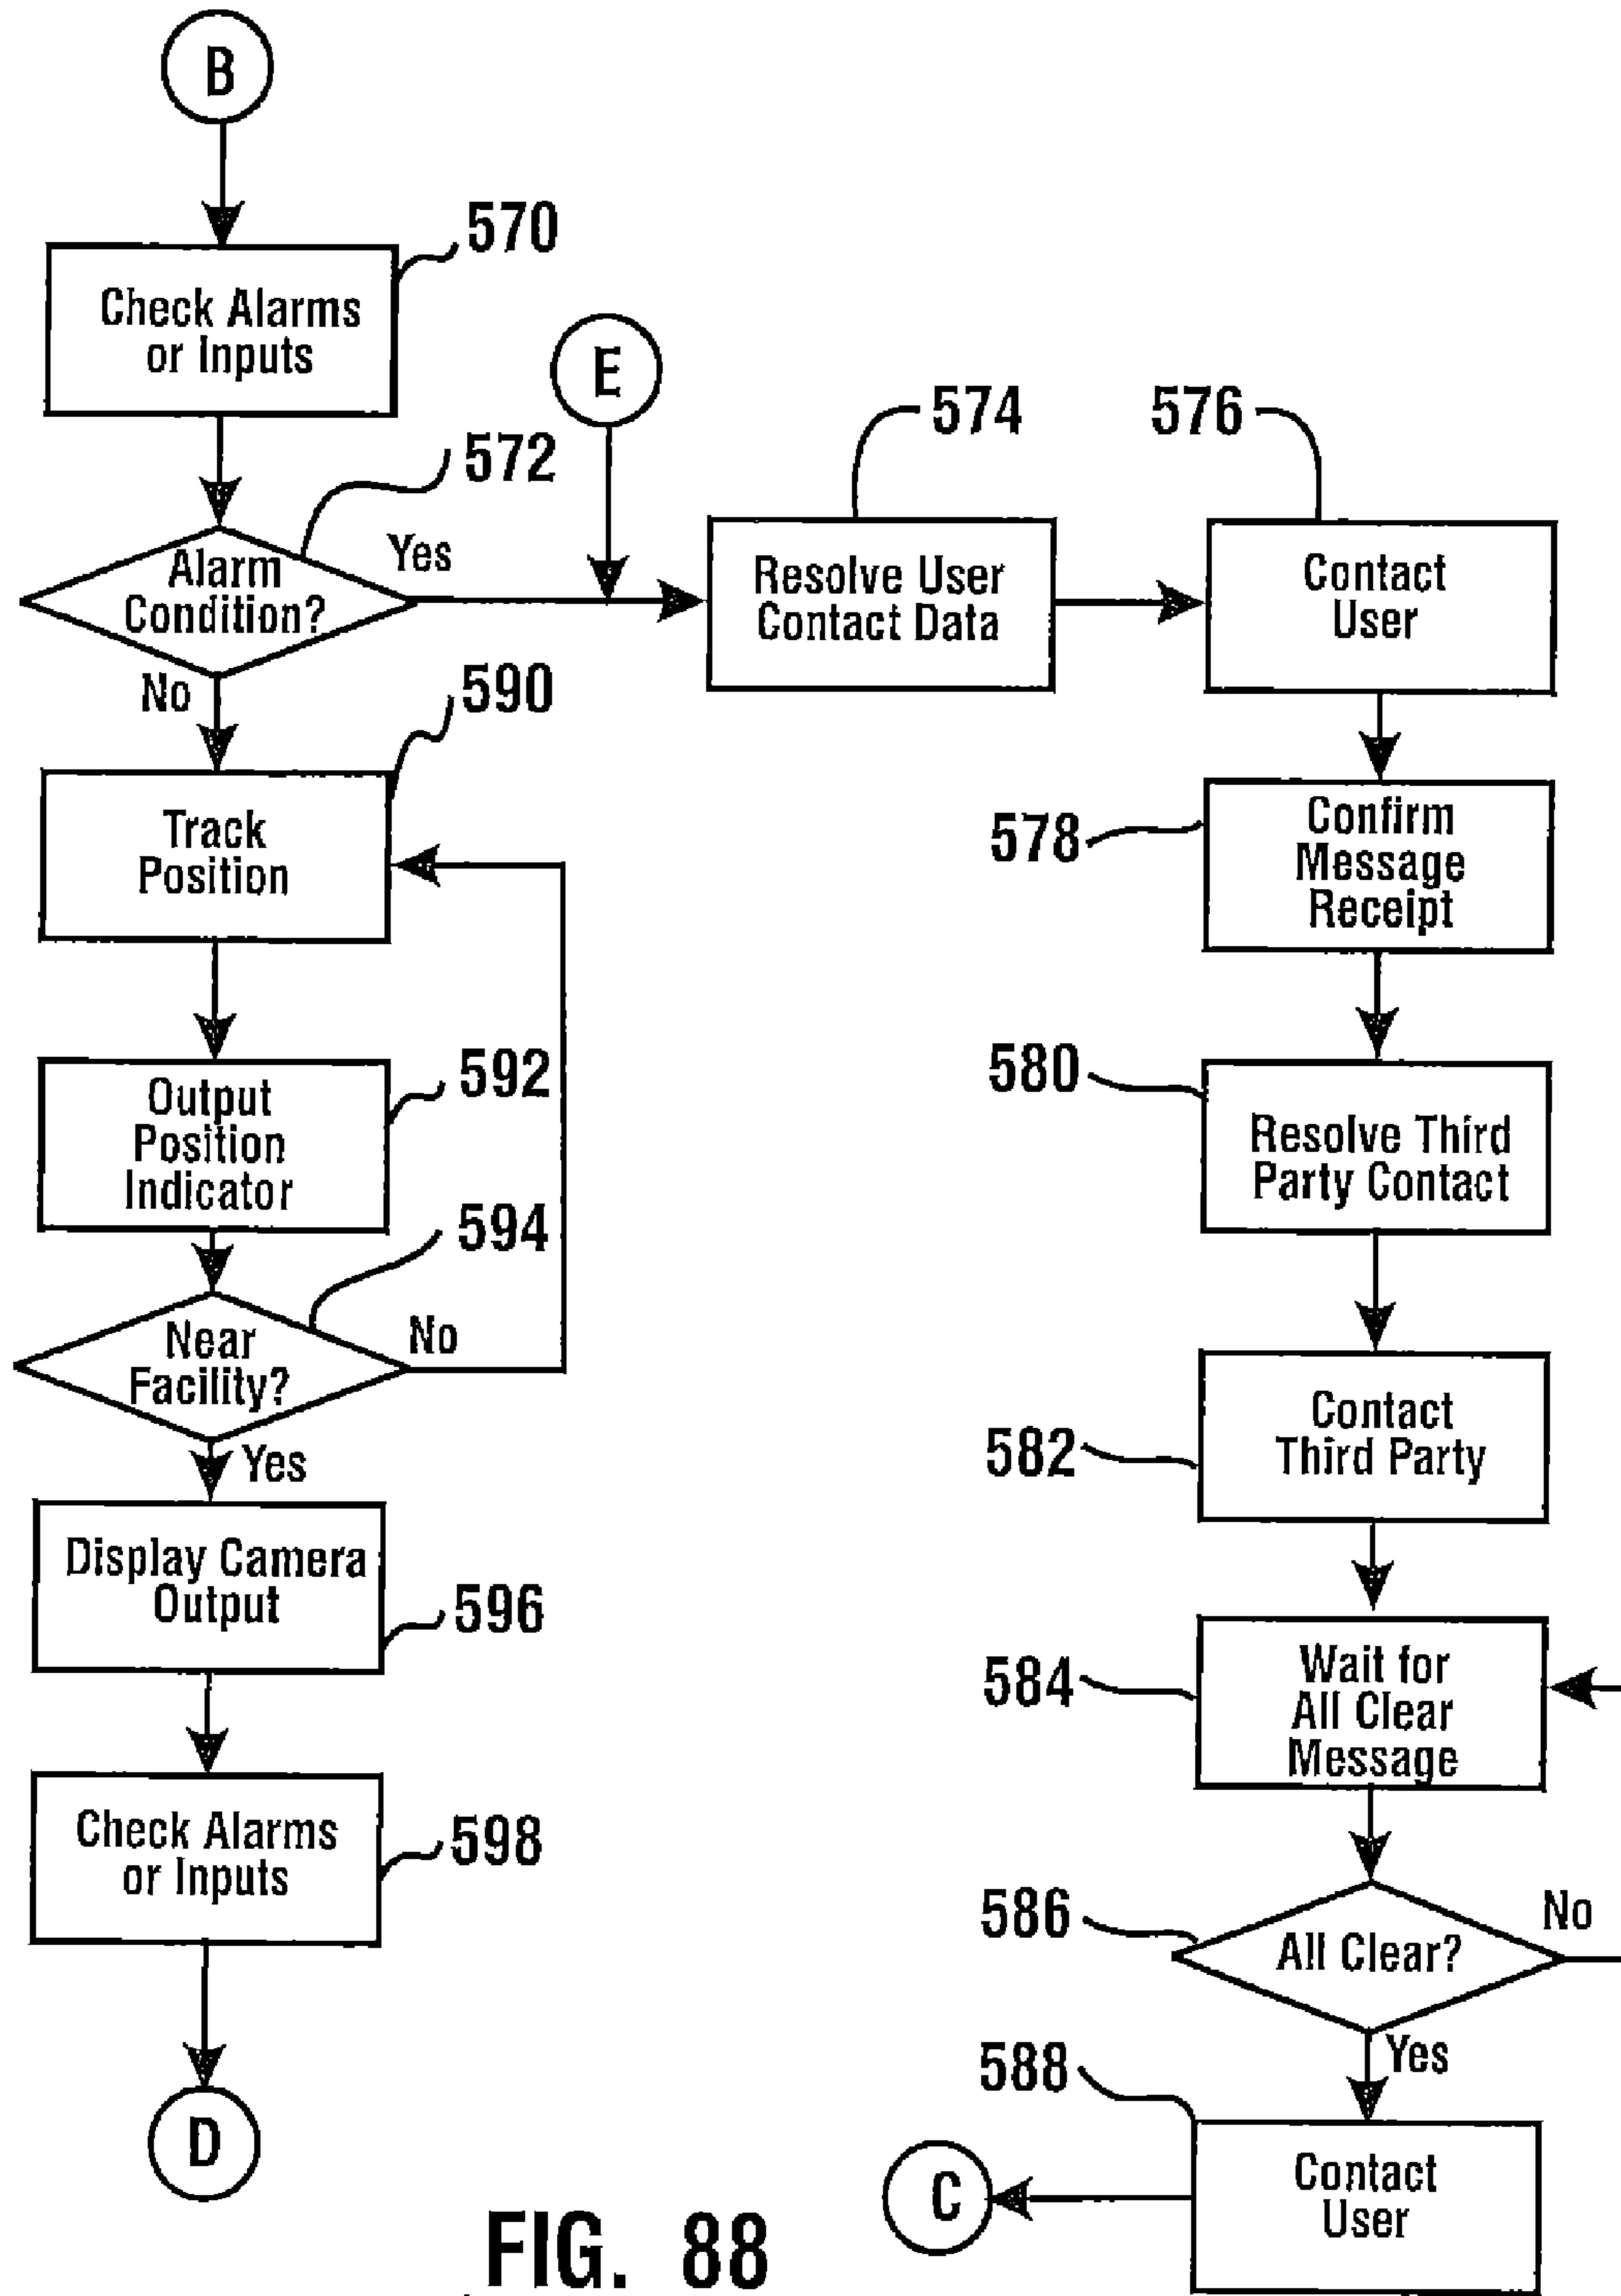 B
570
Check Alarms
or Inputs
E
572
Alarm
Condition?
Yes
No
574
Resolve User
Contact Data
576
Contact
User
590
Track
Position
578
Confirm
Message
Receipt
592
Output
Position
Indicator
580
Resolve Third
Party Contact
594
Near
Facility?
No
Yes
582
Contact
Third Party
Display Camera
Output
596
584
Wait for
All Clear
Message
Check Alarms
or Inputs
598
586
All Clear?
No
Yes
D
588
Contact
User
C
FIG. 88